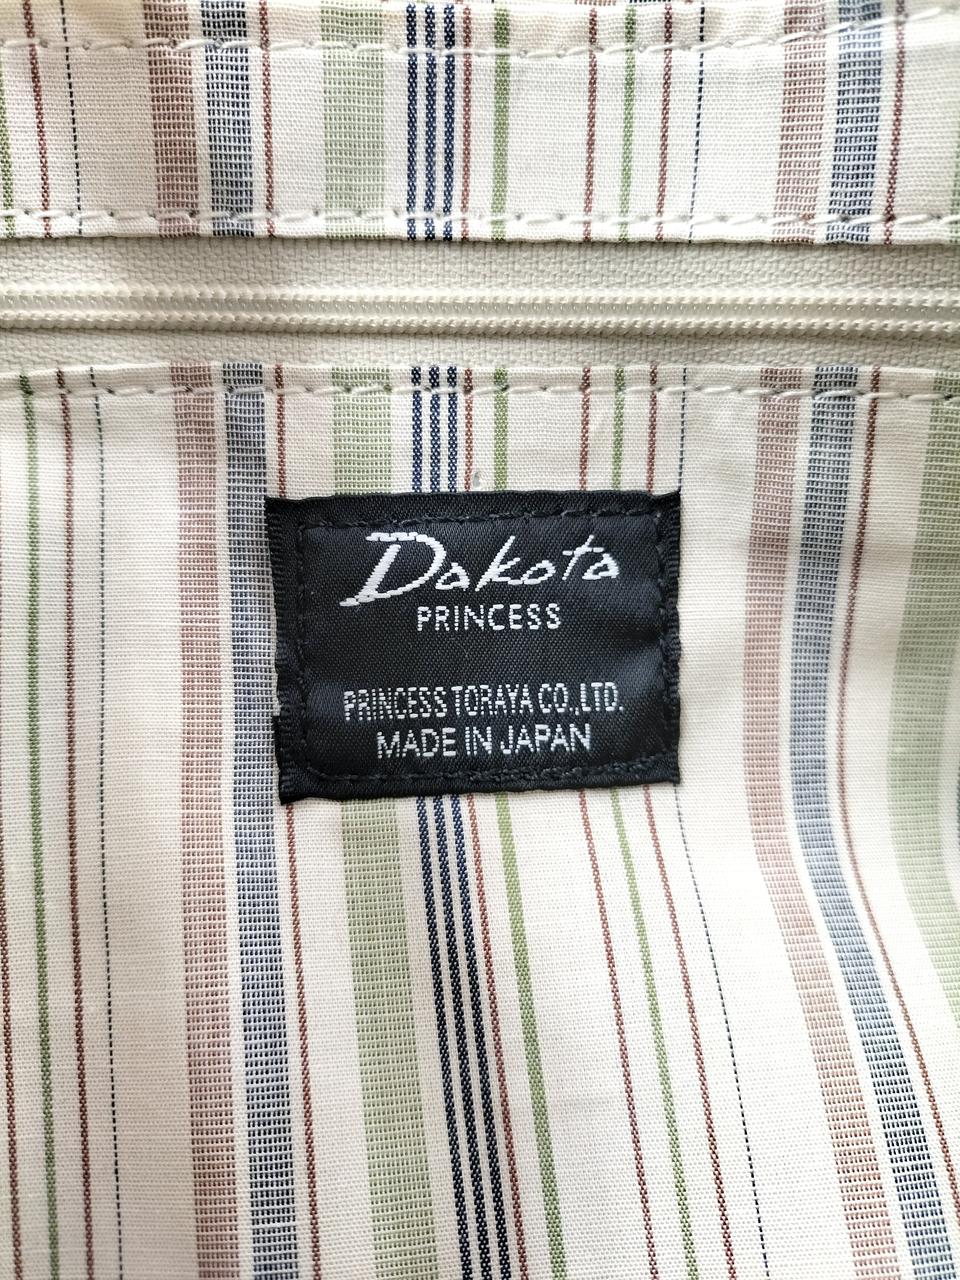 Dakota
PRINCESS
PRINCESS TORAYA CO.,LTD.
MADE IN JAPAN